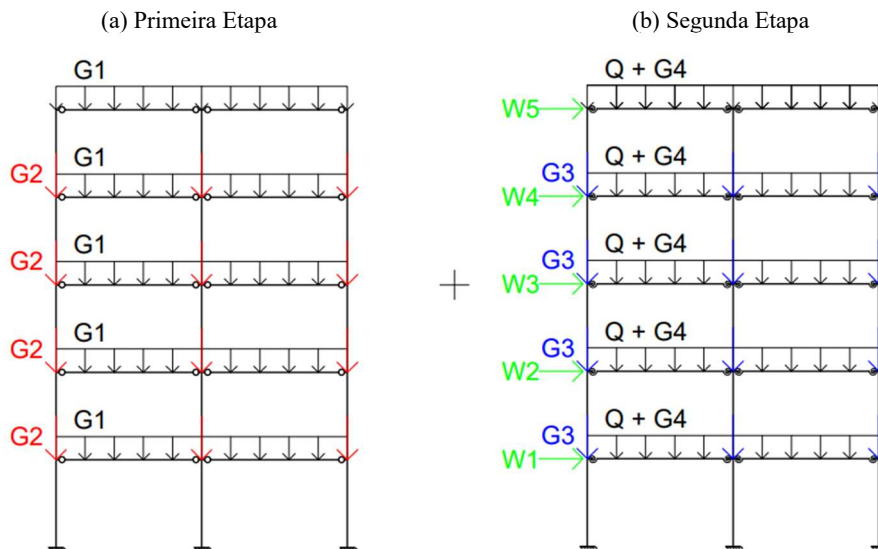 (a) Primeira Etapa
(b) Segunda Etapa
G1
G1
G2
G1
G2
G1
G2
G1
G2
+
Q + G4
W5
Q + G4
G3
W4
Q + G4
G3
W3
Q + G4
G3
W2
Q + G4
G3
W1